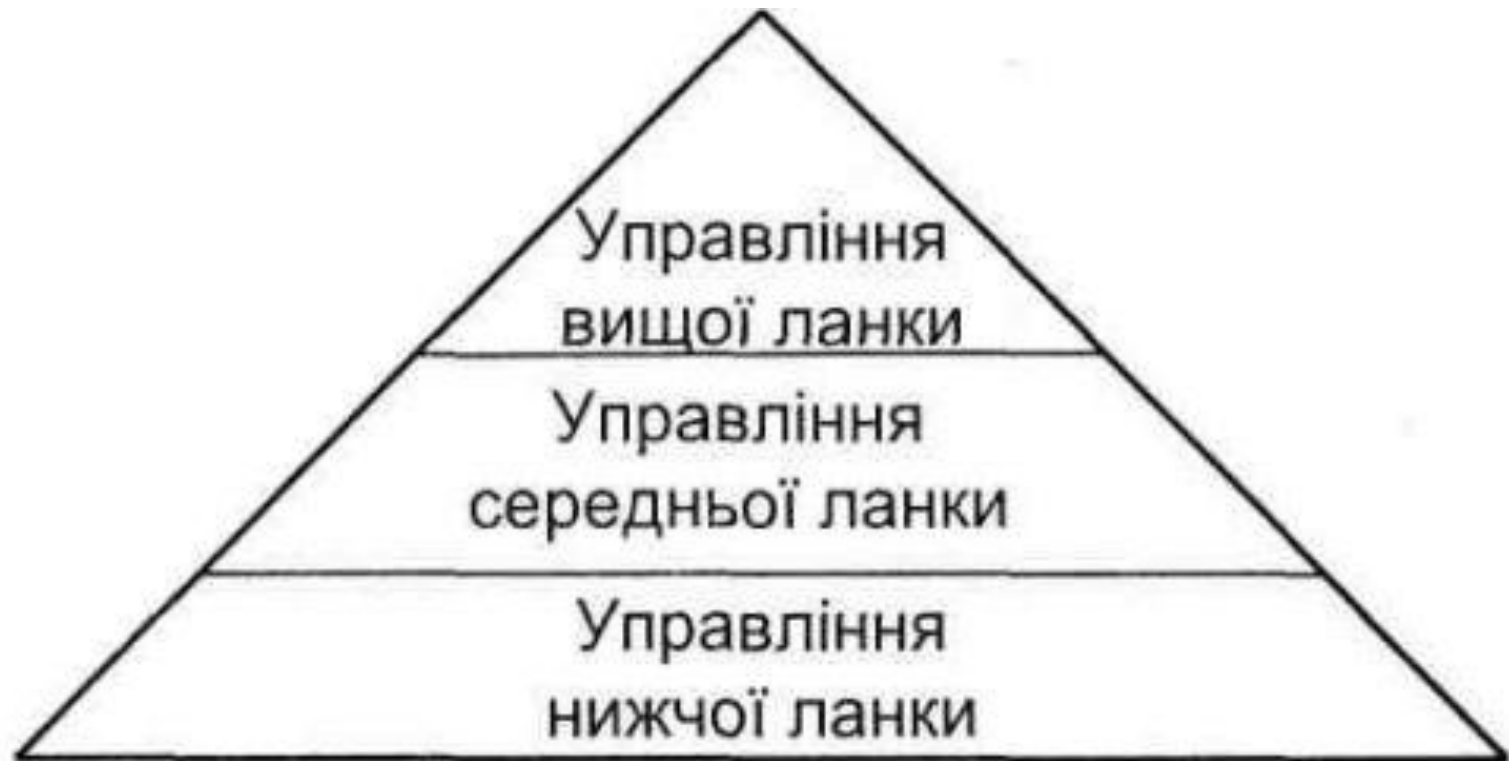 Управління
вищої ланки
Управління
середньої ланки
Управління
нижчої ланки